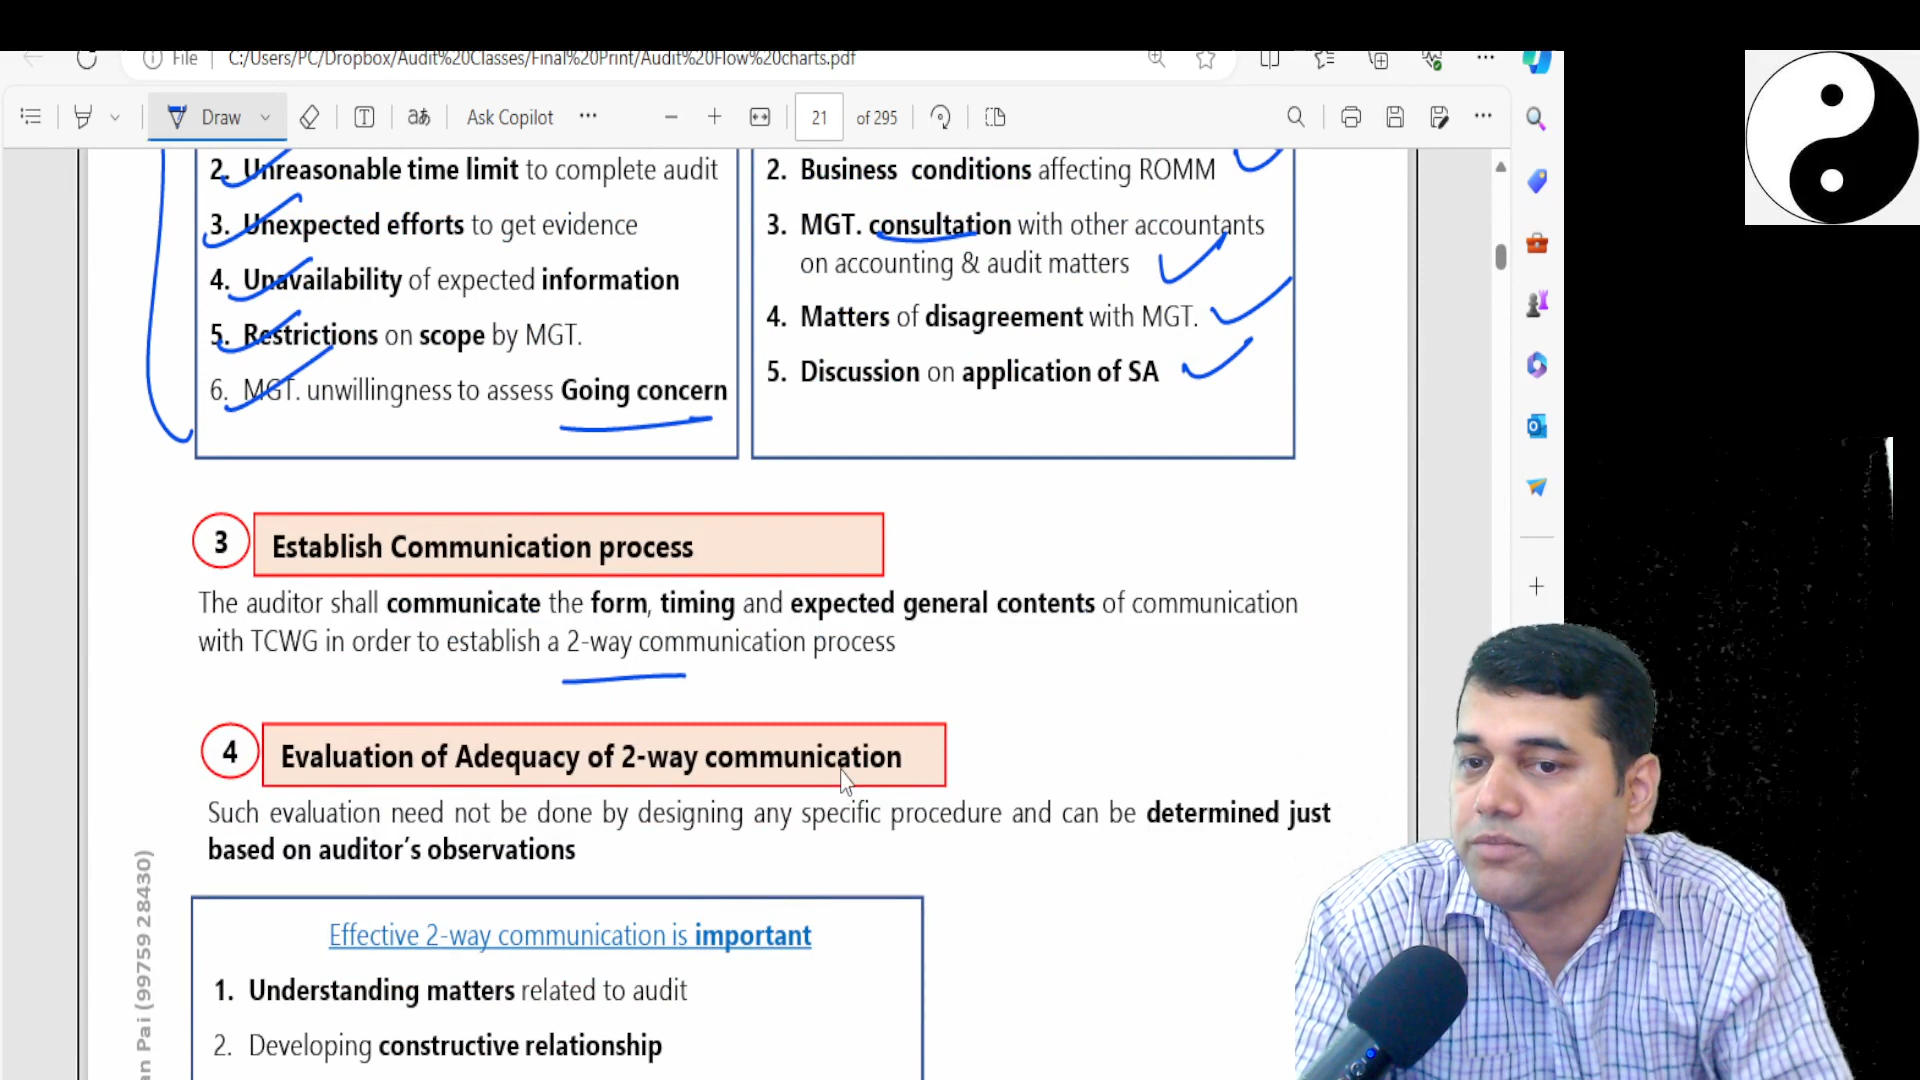 File | C:/Users/PC/Dropbox/Audit%20Classes/Final%20Print/Audit%20Flow%20charts.pdf
Draw
Ask Copilot
21 of 295
2. Unreasonable time limit to complete audit
3. Unexpected efforts to get evidence
4. Unavailability of expected information
5. Restrictions on scope by MGT.
6. MGT. unwillingness to assess Going concern
2. Business conditions affecting ROMM
3. MGT. consultation with other accountants
on accounting & audit matters
4. Matters of disagreement with MGT.
5. Discussion on application of SA
3 Establish Communication process
The auditor shall communicate the form, timing and expected general contents of communication
with TCWG in order to establish a 2-way communication process
4 Evaluation of Adequacy of 2-way communication
Such evaluation need not be done by designing any specific procedure and can be determined just
based on auditor's observations
Effective 2-way communication is important
1. Understanding matters related to audit
2. Developing constructive relationship
Pai (99759 28430)